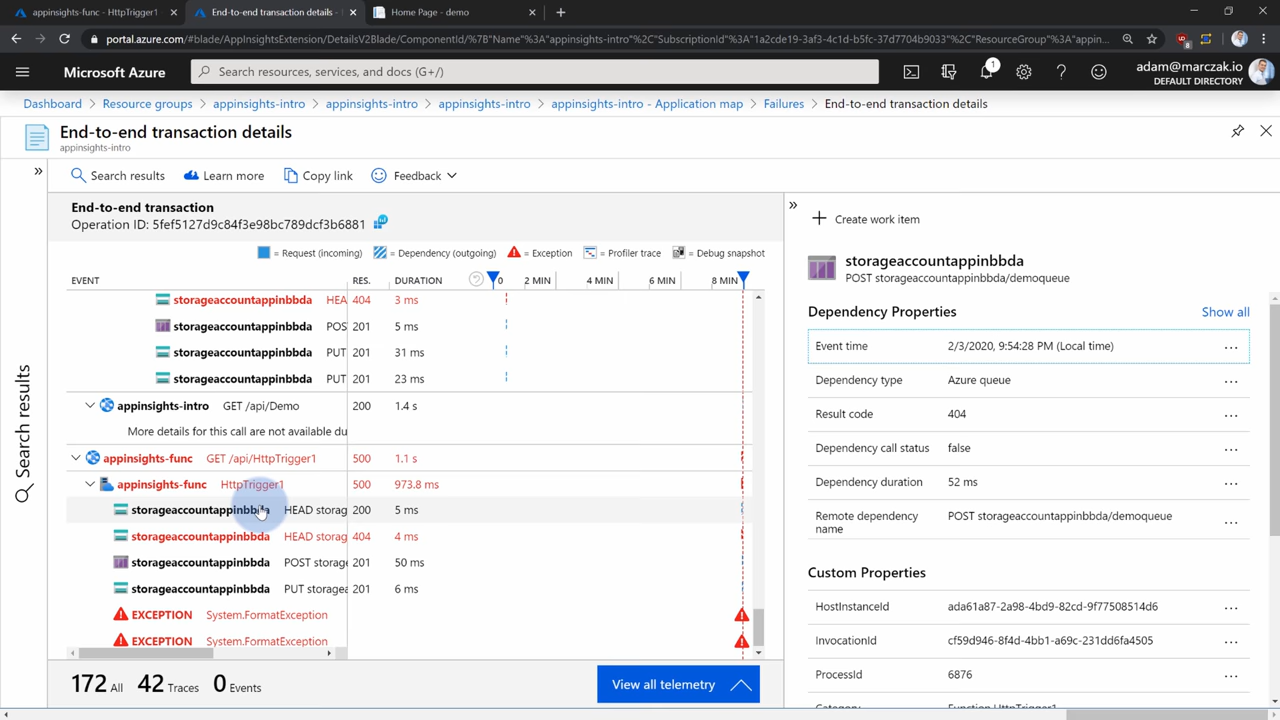 appinsights-func - HttpTrigger1
End-to-end transaction details -
Home Page - demo
portal.azure.com/#blade/AppInsightsExtension/DetailsV2Blade/ComponentId/%7B"Name"%3A"appinsights-intro"%2C"SubscriptionId"%3A"1a2cde19-3af3-4c1d-b5fc-37d7704b9033"%2C"ResourceGroup"%3A"appin...
Microsoft Azure
Search resources, services, and docs (G+/)
1
adam@marczak.io
DEFAULT DIRECTORY
Dashboard > Resource groups > appinsights-intro > appinsights-intro > appinsights-intro > appinsights-intro - Application map > Failures > End-to-end transaction details
End-to-end transaction details
appinsights-intro
Search results Learn more Copy link Feedback
Search results
End-to-end transaction
Operation ID: 5fef5127d9c84f3e98bc789dcf3b6881
= Request (incoming) = Dependency (outgoing) = Exception = Profiler trace = Debug snapshot
EVENT RES. DURATION 0 2 MIN 4 MIN 6 MIN 8 MIN
storageaccountappinbbda HEA 404 3 ms
storageaccountappinbbda POS 201 5 ms
storageaccountappinbbda PUT 201 31 ms
storageaccountappinbbda PUT 201 23 ms
appinsights-intro GET /api/Demo 200 1.4 s
More details for this call are not available du
appinsights-func GET /api/HttpTrigger1 500 1.1 s
appinsights-func HttpTrigger1 500 973.8 ms
storageaccountappinbbda HEAD storag 200 5 ms
storageaccountappinbbda HEAD storag 404 4 ms
storageaccountappinbbda POST storage 201 50 ms
storageaccountappinbbda PUT storagea 201 6 ms
EXCEPTION System.FormatException
EXCEPTION System.FormatException
172 All 42 Traces 0 Events
View all telemetry
Create work item
storageaccountappinbbda
POST storageaccountappinbbda/demoqueue
Dependency Properties Show all
Event time 2/3/2020, 9:54:28 PM (Local time) ...
Dependency type Azure queue ...
Result code 404 ...
Dependency call status false ...
Dependency duration 52 ms ...
Remote dependency name POST storageaccountappinbbda/demoqueue ...
Custom Properties
HostInstanceId ada61a87-2a98-4bd9-82cd-9f77508514d6 ...
InvocationId cf59d946-8f4d-4bb1-a69c-231dd6fa4505 ...
ProcessId 6876 ...
Category Function.HttpTrigger1 ...